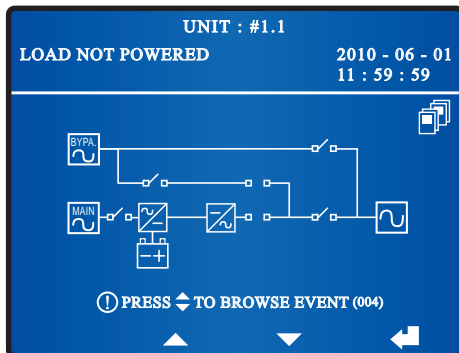 UNIT : #1.1
LOAD NOT POWERED
2010 - 06 - 01
11 : 59 : 59
BYPA.
MAIN
PRESS TO BROWSE EVENT (004)